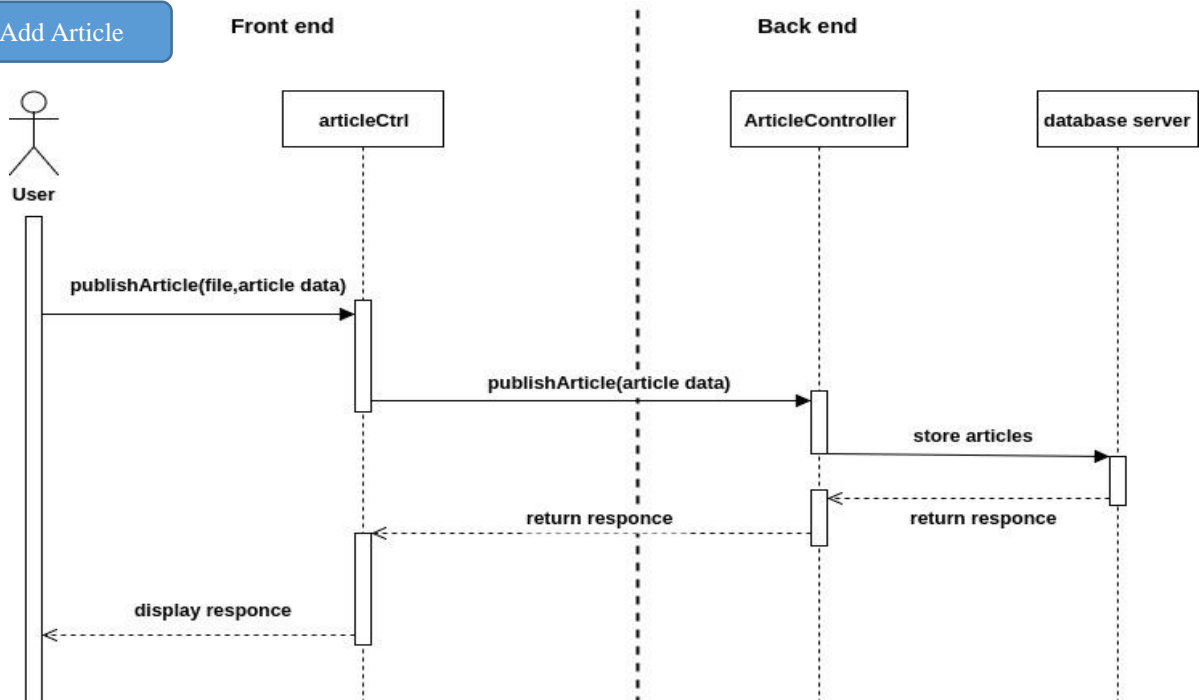 Add Article
Front end
Back end
articleCtrl
ArticleController
database server
User
publishArticle(file,article data)
publishArticle(article data)
store articles
return responce
return responce
display responce